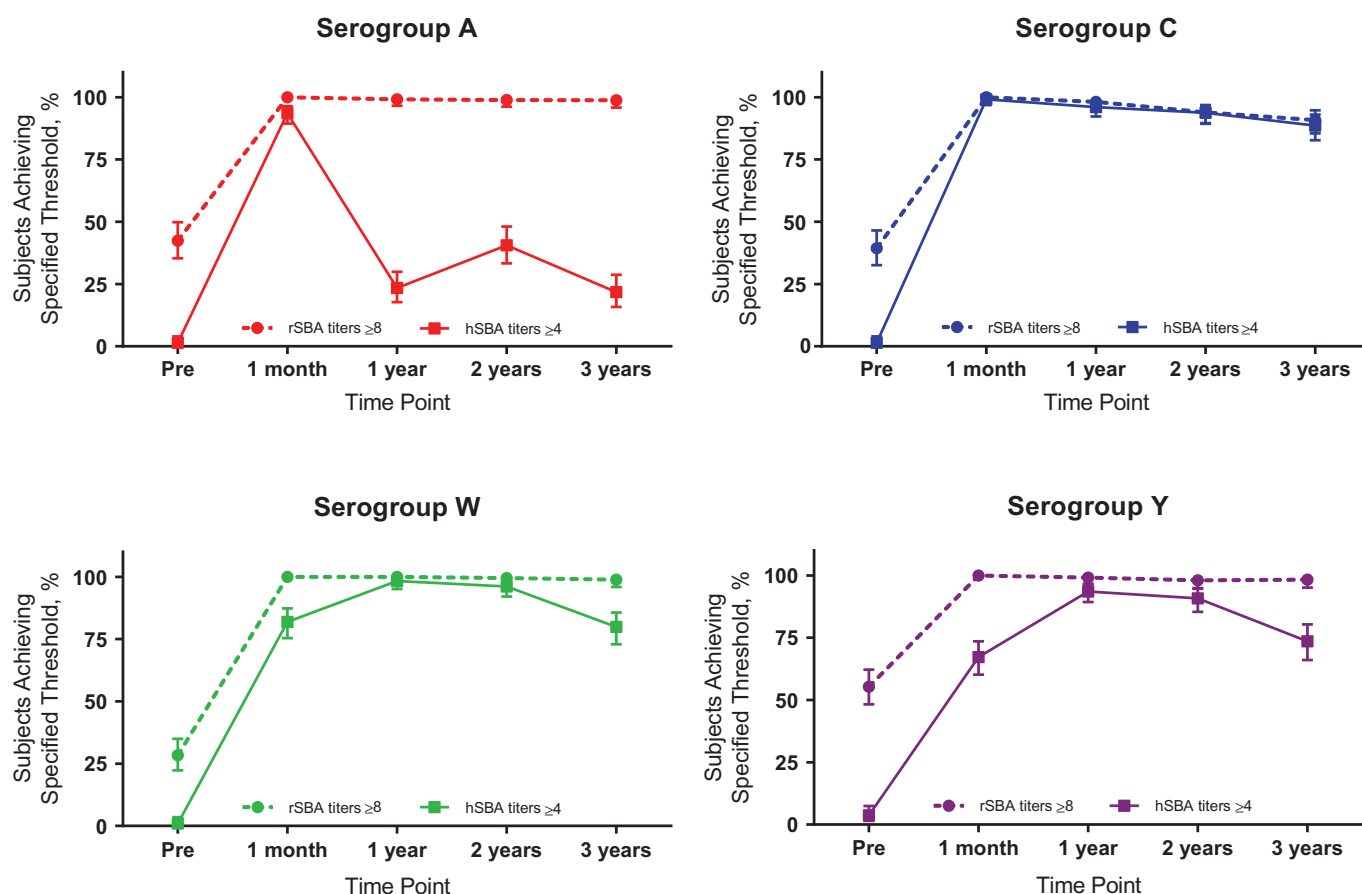 Serogroup A
Subjects Achieving
Specified Threshold, %
100
75
50
25
0
rSBA titers ≥8
hSBA titers ≥4
Pre
1 month
1 year
2 years
3 years
Time Point
Serogroup C
Subjects Achieving
Specified Threshold, %
100
75
50
25
0
rSBA titers ≥8
hSBA titers ≥4
Pre
1 month
1 year
2 years
3 years
Time Point
Serogroup W
Subjects Achieving
Specified Threshold, %
100
75
50
25
0
rSBA titers ≥8
hSBA titers ≥4
Pre
1 month
1 year
2 years
3 years
Time Point
Serogroup Y
Subjects Achieving
Specified Threshold, %
100
75
50
25
0
rSBA titers ≥8
hSBA titers ≥4
Pre
1 month
1 year
2 years
3 years
Time Point